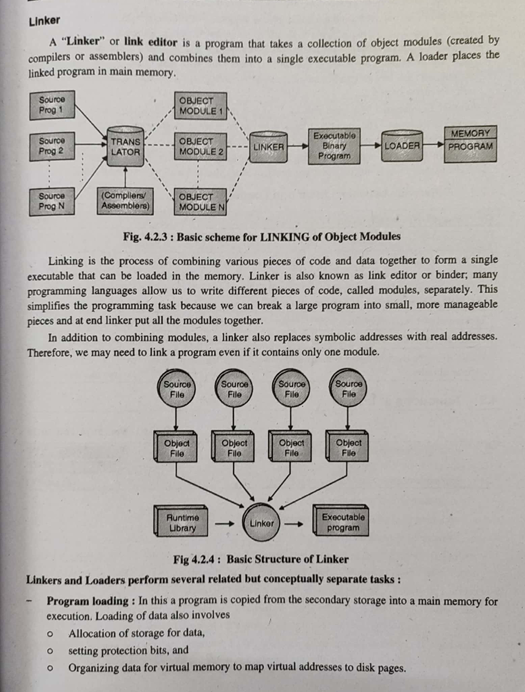 Linker
A "Linker" or link editor is a program that takes a collection of object modules (created by
compilers or assemblers) and combines them into a single executable program. A loader places the
linked program in main memory.
Source
Prog 1
Source
Prog 2
Source
Prog N
TRANS
LATOR
(Compliers/
Assemblers)
OBJECT
MODULE 1
OBJECT
MODULE 2
OBJECT
MODULE N
LINKER
Executable
Binary
Program
LOADER
MEMORY
PROGRAM
Fig. 4.2.3 : Basic scheme for LINKING of Object Modules
Linking is the process of combining various pieces of code and data together to form a single
executable that can be loaded in the memory. Linker is also known as link editor or binder; many
programming languages allow us to write different pieces of code, called modules, separately. This
simplifies the programming task because we can break a large program into small, more manageable
pieces and at end linker put all the modules together.
In addition to combining modules, a linker also replaces symbolic addresses with real addresses.
Therefore, we may need to link a program even if it contains only one module.
Source
File
Source
File
Source
File
Source
File
Object
File
Object
File
Object
File
Object
File
Runtime
Library
Linker
Executable
program
Fig 4.2.4 : Basic Structure of Linker
Linkers and Loaders perform several related but conceptually separate tasks :
– Program loading : In this a program is copied from the secondary storage into a main memory for
execution. Loading of data also involves
o Allocation of storage for data,
o setting protection bits, and
o Organizing data for virtual memory to map virtual addresses to disk pages.